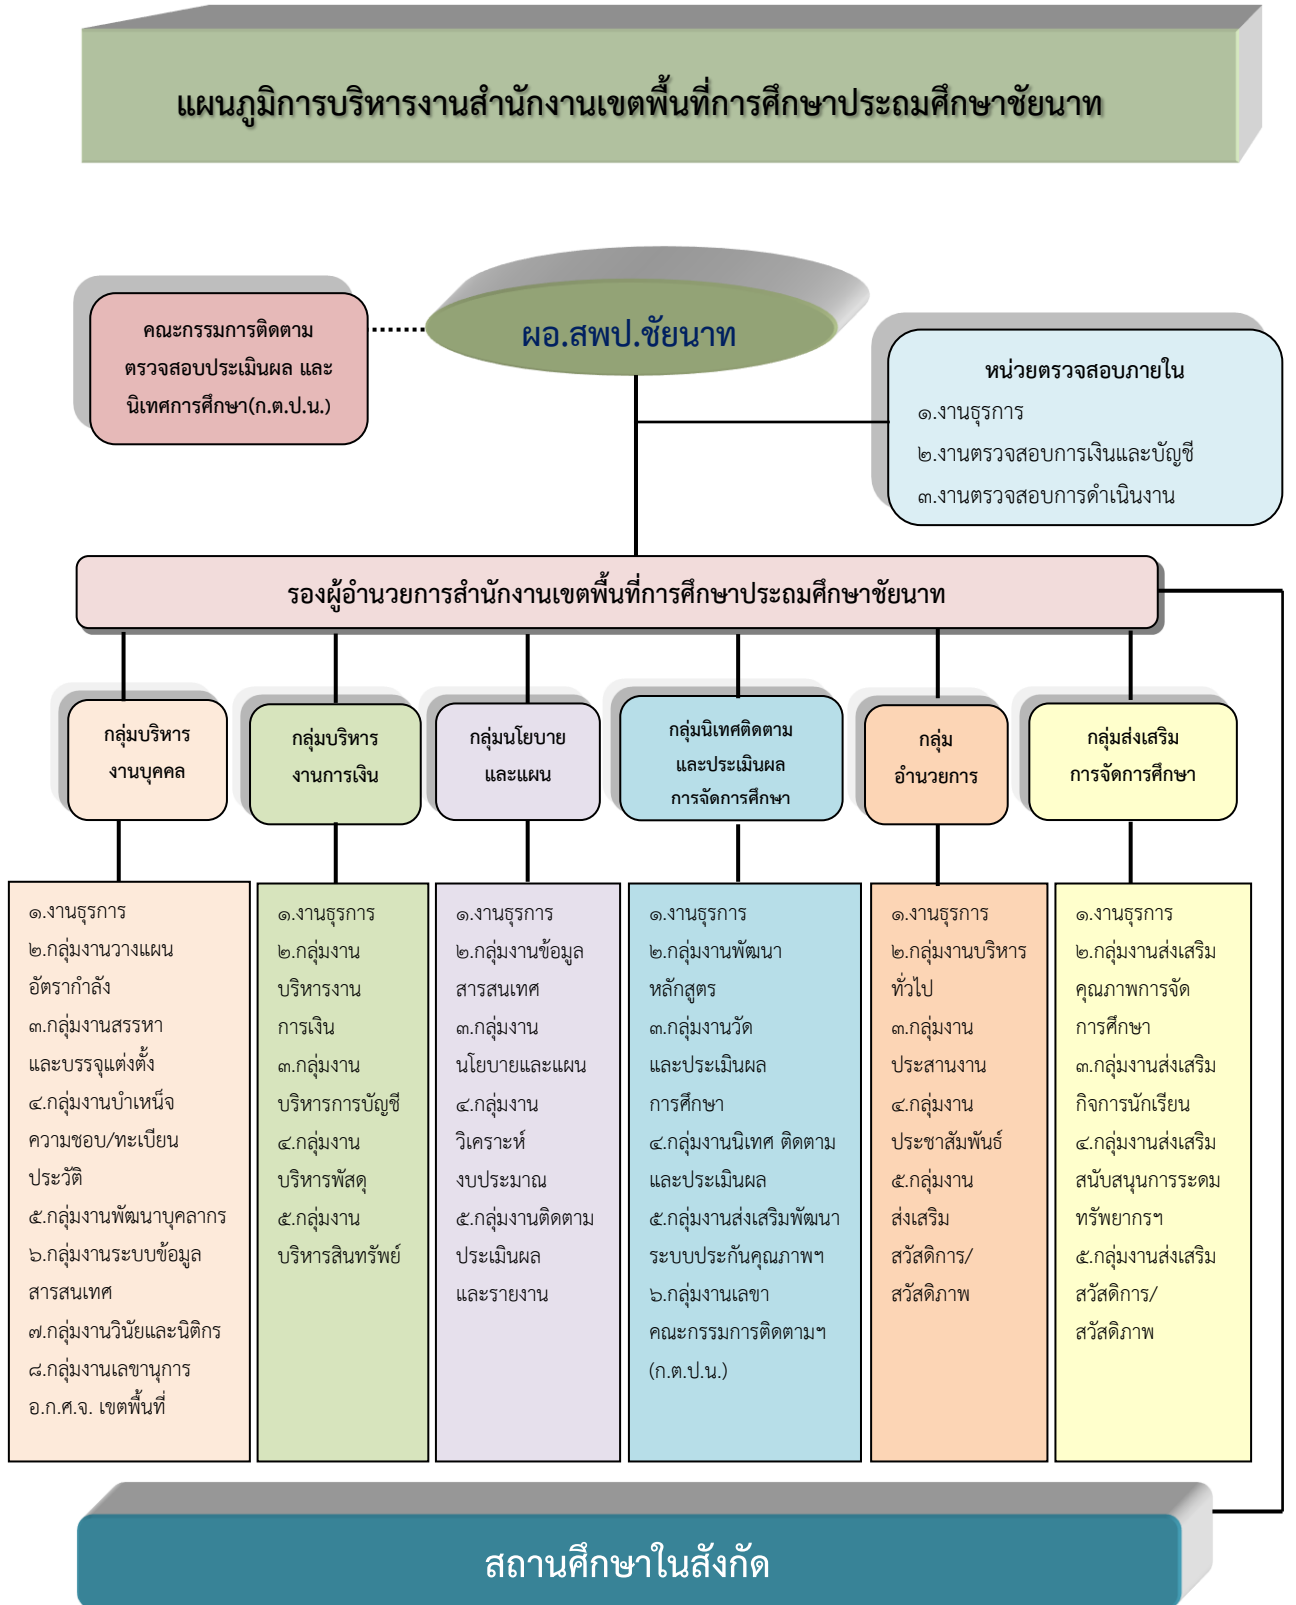 แผนภูมิการบริหารงานสำนักงานเขตพื้นที่การศึกษาประถมศึกษาชัยนาท
คณะกรรมการติดตาม
ตรวจสอบประเมินผล และ
นิเทศการศึกษา(ก.ต.ป.น.)
ผอ.สพป.ชัยนาท
หน่วยตรวจสอบภายใน
๑.งานธุรการ
๒.งานตรวจสอบการเงินและบัญชี
๓.งานตรวจสอบการดำเนินงาน
รองผู้อำนวยการสำนักงานเขตพื้นที่การศึกษาประถมศึกษาชัยนาท
กลุ่มบริหาร
งานบุคคล
กลุ่มบริหาร
งานการเงิน
กลุ่มนโยบาย
และแผน
กลุ่มนิเทศติดตาม
และประเมินผล
การจัดการศึกษา
กลุ่ม
อำนวยการ
กลุ่มส่งเสริม
การจัดการศึกษา
๑.งานธุรการ
๒.กลุ่มงานวางแผน
อัตรากำลัง
๓.กลุ่มงานสรรหา
และบรรจุแต่งตั้ง
๔.กลุ่มงานบำเหน็จ
ความชอบ/ทะเบียน
ประวัติ
๕.กลุ่มงานพัฒนาบุคลากร
๖.กลุ่มงานระบบข้อมูล
สารสนเทศ
๗.กลุ่มงานวินัยและนิติกร
๘.กลุ่มงานเลขานุการ
อ.ก.ศ.จ. เขตพื้นที่
๑.งานธุรการ
๒.กลุ่มงาน
บริหารงาน
การเงิน
๓.กลุ่มงาน
บริหารการบัญชี
๔.กลุ่มงาน
บริหารพัสดุ
๕.กลุ่มงาน
บริหารสินทรัพย์
๑.งานธุรการ
๒.กลุ่มงานข้อมูล
สารสนเทศ
๓.กลุ่มงาน
นโยบายและแผน
๔.กลุ่มงาน
วิเคราะห์
งบประมาณ
๕.กลุ่มงานติดตาม
ประเมินผล
และรายงาน
๑.งานธุรการ
๒.กลุ่มงานพัฒนา
หลักสูตร
๓.กลุ่มงานวัด
และประเมินผล
การศึกษา
๔.กลุ่มงานนิเทศ ติดตาม
และประเมินผล
๕.กลุ่มงานส่งเสริมพัฒนา
ระบบประกันคุณภาพฯ
๖.กลุ่มงานเลขา
คณะกรรมการติดตามฯ
(ก.ต.ป.น.)
๑.งานธุรการ
๒.กลุ่มงานบริหาร
ทั่วไป
๓.กลุ่มงาน
ประสานงาน
๔.กลุ่มงาน
ประชาสัมพันธ์
๕.กลุ่มงาน
ส่งเสริม
สวัสดิการ/
สวัสดิภาพ
๑.งานธุรการ
๒.กลุ่มงานส่งเสริม
คุณภาพการจัด
การศึกษา
๓.กลุ่มงานส่งเสริม
กิจการนักเรียน
๔.กลุ่มงานส่งเสริม
สนับสนุนการระดม
ทรัพยากรฯ
๕.กลุ่มงานส่งเสริม
สวัสดิการ/
สวัสดิภาพ
สถานศึกษาในสังกัด